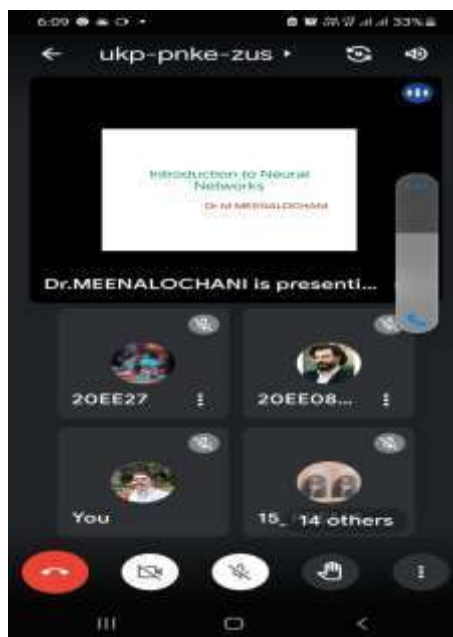 6:09
33%
ukp-pnke-zus
Introduction to Neural
Networks
Dr M MEENALOCHANI
Dr.MEENALOCHANI is presenti...
20EE27
20EE08...
You
15_ 14 others